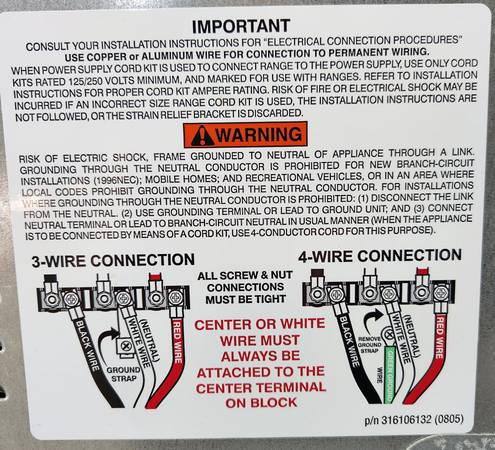 IMPORTANT
CONSULT YOUR INSTALLATION INSTRUCTIONS FOR "ELECTRICAL CONNECTION PROCEDURES"
USE COPPER or ALUMINUM WIRE FOR CONNECTION TO PERMANENT WIRING.
WHEN POWER SUPPLY CORD KIT IS USED TO CONNECT RANGE TO THE POWER SUPPLY, USE ONLY CORD
KITS RATED 125/250 VOLTS MINIMUM, AND MARKED FOR USE WITH RANGES. REFER TO INSTALLATION
INSTRUCTIONS FOR PROPER CORD KIT AMPERE RATING. RISK OF FIRE OR ELECTRICAL SHOCK MAY BE
INCURRED IF AN INCORRECT SIZE RANGE CORD KIT IS USED, THE INSTALLATION INSTRUCTIONS ARE
NOT FOLLOWED, OR THE STRAIN RELIEF BRACKET IS DISCARDED.
WARNING
RISK OF ELECTRIC SHOCK, FRAME GROUNDED TO NEUTRAL OF APPLIANCE THROUGH A LINK.
GROUNDING THROUGH THE NEUTRAL CONDUCTOR IS PROHIBITED FOR NEW BRANCH-CIRCUIT
INSTALLATIONS (1996NEC); MOBILE HOMES; AND RECREATIONAL VEHICLES, OR IN AN AREA WHERE
LOCAL CODES PROHIBIT GROUNDING THROUGH THE NEUTRAL CONDUCTOR. FOR INSTALLATIONS
WHERE GROUNDING THROUGH THE NEUTRAL CONDUCTOR IS PROHIBITED: (1) DISCONNECT THE LINK
FROM THE NEUTRAL. (2) USE GROUNDING TERMINAL OR LEAD TO GROUND UNIT; AND (3) CONNECT
NEUTRAL TERMINAL OR LEAD TO BRANCH-CIRCUIT NEUTRAL IN USUAL MANNER (WHEN THE APPLIANCE
IS TO BE CONNECTED BY MEANS OF A CORD KIT, USE 4-CONDUCTOR CORD FOR THIS PURPOSE).
3-WIRE CONNECTION
BLACK WIRE
GROUND
STRAP
(NEUTRAL)
WHITE WIRE
RED WIRE
ALL SCREW & NUT
CONNECTIONS
MUST BE TIGHT
CENTER OR WHITE
WIRE MUST
ALWAYS BE
ATTACHED TO THE
CENTER TERMINAL
ON BLOCK
4-WIRE CONNECTION
BLACK WIRE
REMOVE
GROUND
STRAP
GREEN GROUND
WIRE
(NEUTRAL)
WHITE WIRE
RED WIRE
p/n 316106132 (0805)